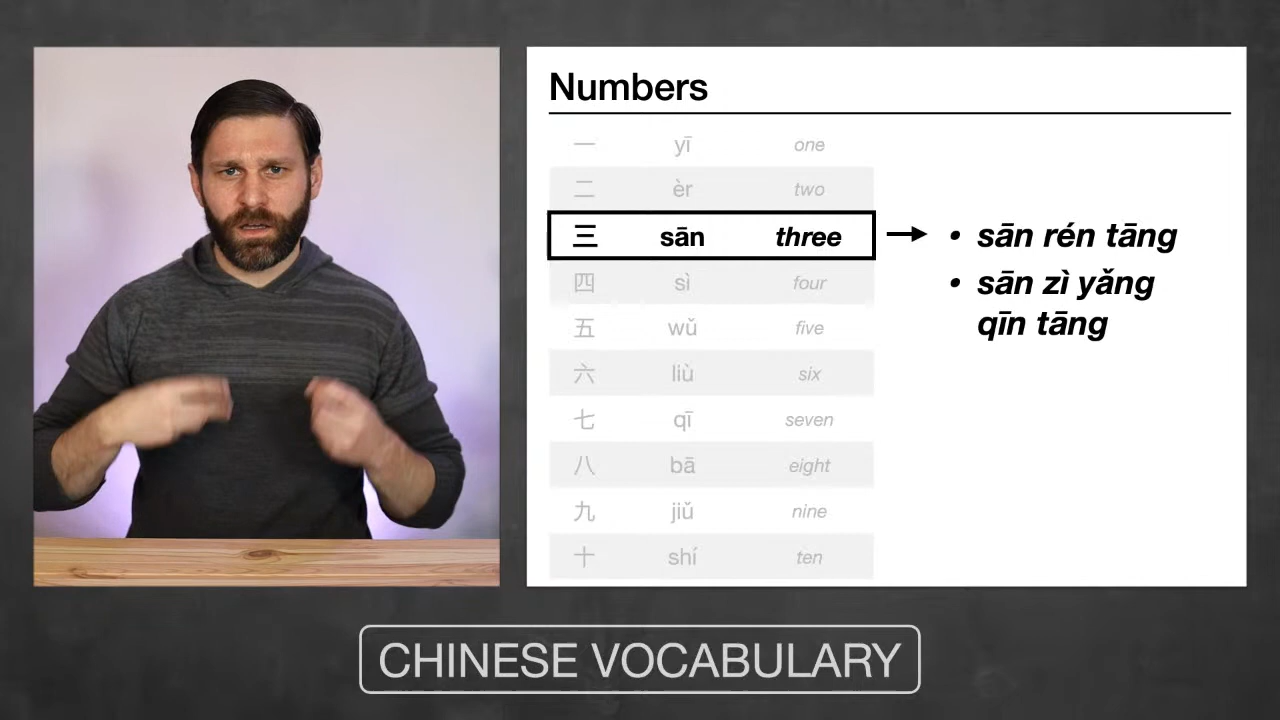 Numbers
一 yī one
二 èr two
三 sān three
四 sì four
五 wǔ five
六 liù six
七 qī seven
八 bā eight
九 jiǔ nine
十 shí ten
• sān rén tāng
• sān zì yǎng
qīn tāng
CHINESE VOCABULARY